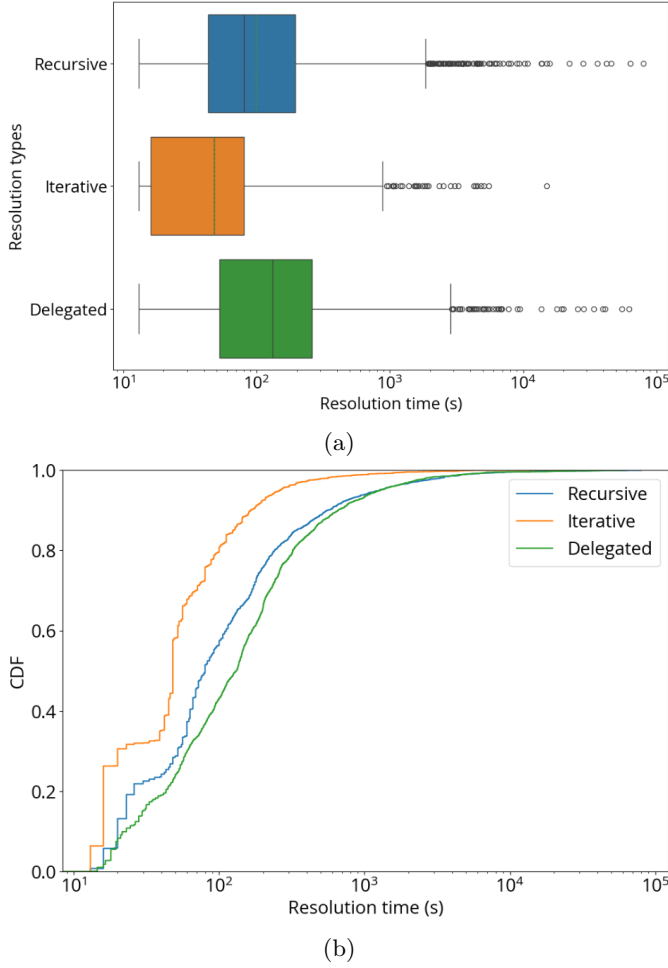 Resolution types
Recursive
Iterative
Delegated
10¹ 10² 10³ 10⁴ 10⁵
Resolution time (s)
(a)
CDF
1.0
0.8
0.6
0.4
0.2
0.0
Recursive
Iterative
Delegated
10¹ 10² 10³ 10⁴ 10⁵
Resolution time (s)
(b)